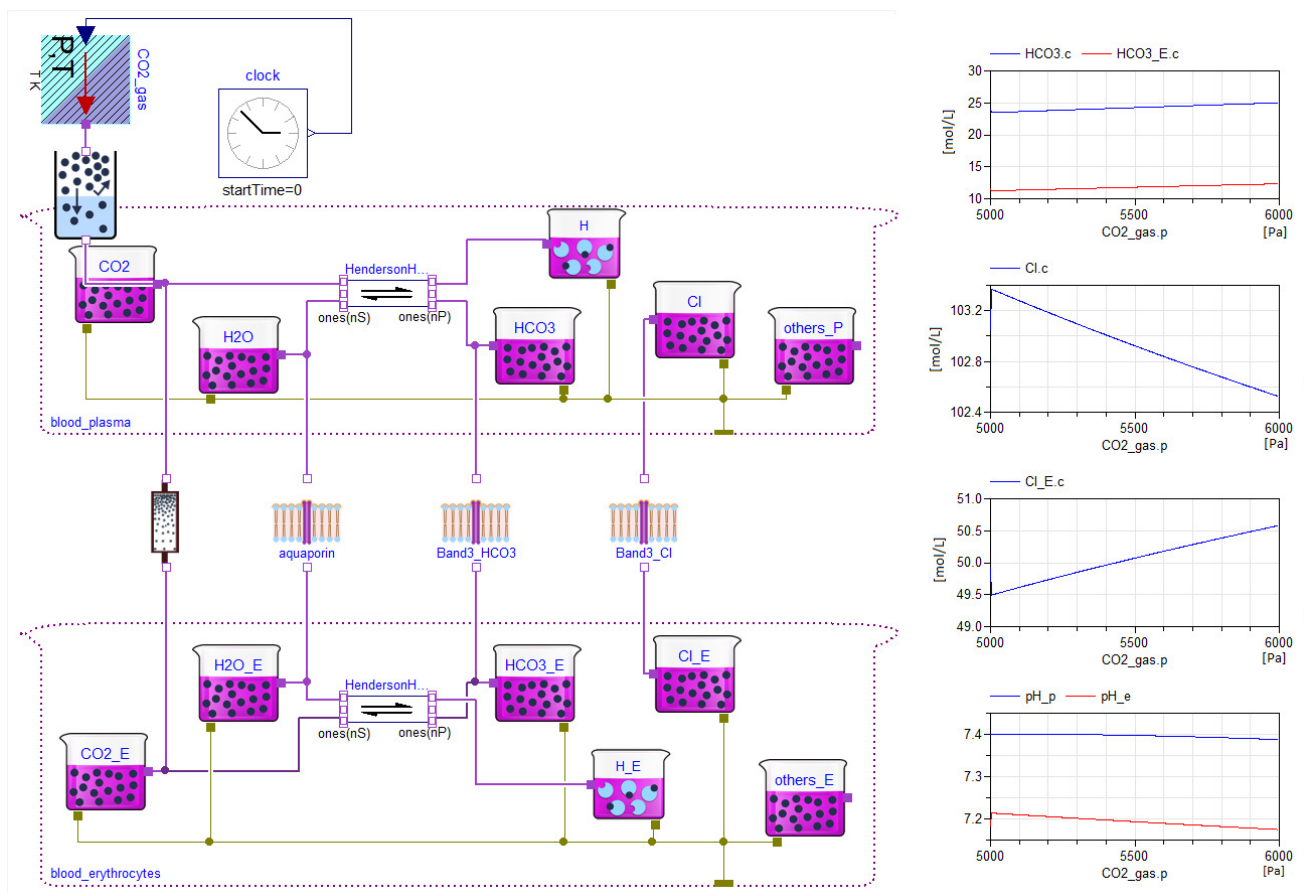 P,T
T K
CO2_gas
clock
startTime=0
CO2
H2O
HendersonH...
ones(nS)
ones(nP)
H
HCO3
Cl
others_P
blood_plasma
aquaporin
Band3_HCO3
Band3_Cl
H2O_E
HendersonH...
ones(nS)
ones(nP)
HCO3_E
Cl_E
CO2_E
H_E
others_E
blood_erythrocytes
HCO3.c HCO3_E.c
[mol/L]
30
25
20
15
10
5000 5500 6000
CO2_gas.p [Pa]
Cl.c
[mol/L]
103.2
102.8
102.4
5000 5500 6000
CO2_gas.p [Pa]
Cl_E.c
[mol/L]
51.0
50.5
50.0
49.5
49.0
5000 5500 6000
CO2_gas.p [Pa]
pH_p pH_e
7.4
7.3
7.2
5000 5500 6000
CO2_gas.p [Pa]